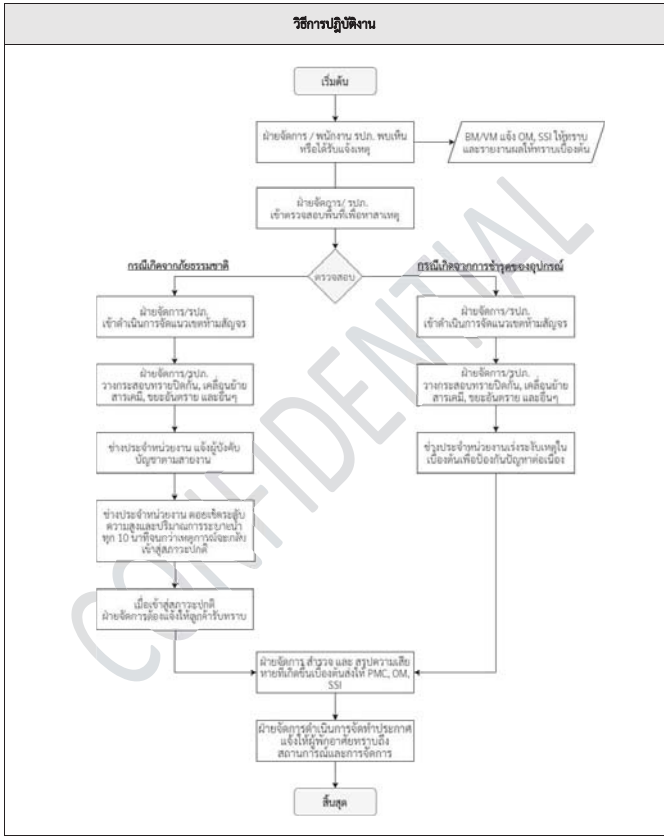 วิธีการปฏิบัติงาน
เริ่มต้น
ฝ่ายจัดการ / พนักงาน รปภ. พบเห็น
หรือได้รับแจ้งเหตุ
BM/VM แจ้ง OM, SSI ให้ทราบ
และรายงานผลให้ทราบเบื้องต้น
ฝ่ายจัดการ/ รปภ.
เข้าตรวจสอบพื้นที่เพื่อหาสาเหตุ
ตรวจสอบ
กรณีเกิดจากภัยธรรมชาติ
ฝ่ายจัดการ/รปภ.
เข้าดำเนินการจัดแนวเขตห้ามสัญจร
ฝ่ายจัดการ/รปภ.
วางกระสอบทรายปิดกั้น, เคลื่อนย้าย
สารเคมี, ขยะอันตราย และอื่นๆ
ช่างประจำหน่วยงาน แจ้งผู้บังคับ
บัญชาตามสายงาน
ช่างประจำหน่วยงาน คอยเช็คระดับ
ความสูงและปริมาณการระบายน้ำ
ทุก 10 นาทีจนกว่าเหตุการณ์จะกลับ
เข้าสู่สภาวะปกติ
เมื่อเข้าสู่สภาวะปกติ
ฝ่ายจัดการต้องแจ้งให้ลูกค้ารับทราบ
กรณีเกิดจากการชำรุดของอุปกรณ์
ฝ่ายจัดการ/รปภ.
เข้าดำเนินการจัดแนวเขตห้ามสัญจร
ฝ่ายจัดการ/รปภ.
วางกระสอบทรายปิดกั้น, เคลื่อนย้าย
สารเคมี, ขยะอันตราย และอื่นๆ
ช่างประจำหน่วยงานเร่งระงับเหตุใน
เบื้องต้นเพื่อป้องกันปัญหาต่อเนื่อง
ฝ่ายจัดการ สำรวจ และ สรุปความเสีย
หายที่เกิดขึ้นเบื้องต้นส่งให้ PMC, OM,
SSI
ฝ่ายจัดการดำเนินการจัดทำประกาศ
แจ้งให้ผู้พักอาศัยทราบถึง
สถานการณ์และการจัดการ
สิ้นสุด
CONFIDENTIAL